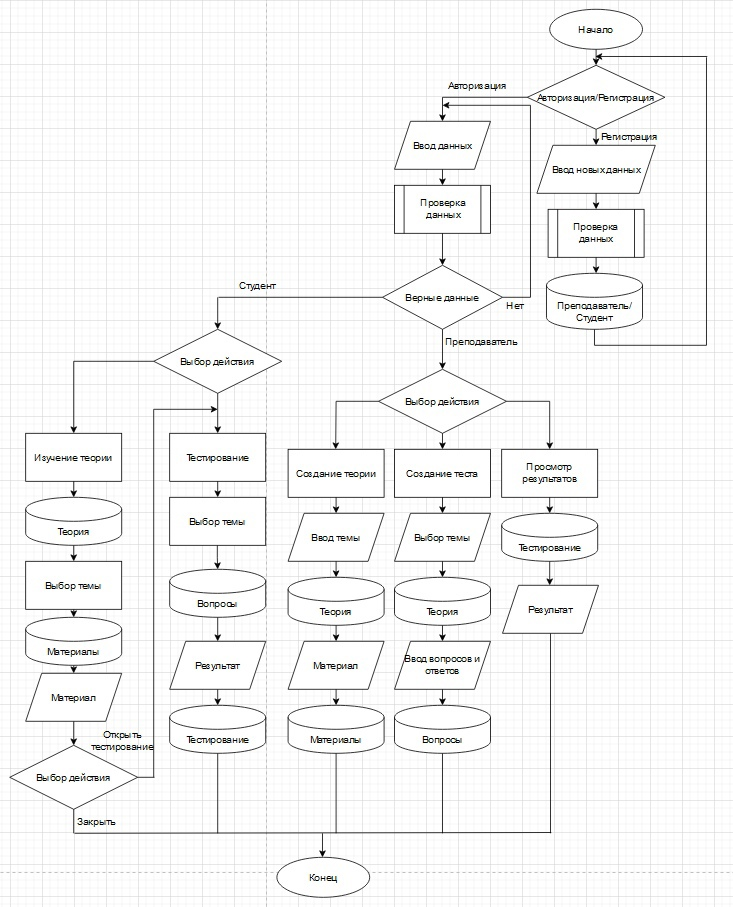 Начало
Авторизация
Авторизация/Регистрация
Регистрация
Ввод данных
Ввод новых данных
Проверка
данных
Проверка
данных
Студент
Верные данные
Нет
Преподаватель/
Студент
Преподаватель
Выбор действия
Выбор действия
Изучение теории
Тестирование
Создание теории
Создание теста
Просмотр
результатов
Теория
Выбор темы
Ввод темы
Выбор темы
Тестирование
Выбор темы
Вопросы
Теория
Теория
Результат
Материалы
Результат
Материал
Ввод вопросов и
ответов
Материал
Открыть
тестирование
Тестирование
Материалы
Вопросы
Выбор действия
Закрыть
Конец